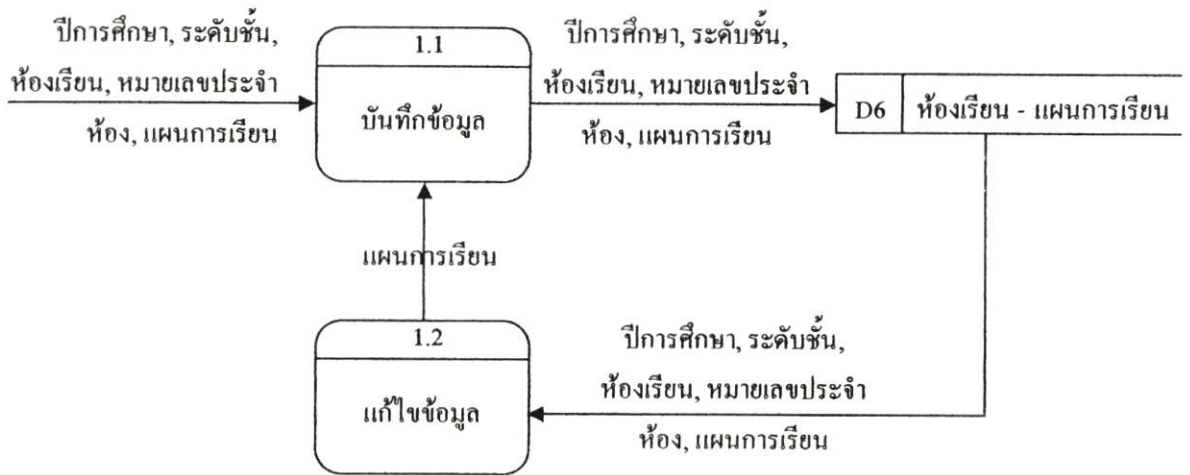 ปีการศึกษา, ระดับชั้น,
ห้องเรียน, หมายเลขประจำ
ห้อง, แผนการเรียน
1.1
บันทึกข้อมูล
ปีการศึกษา, ระดับชั้น,
ห้องเรียน, หมายเลขประจำ
ห้อง, แผนการเรียน
D6
ห้องเรียน - แผนการเรียน
แผนการเรียน
1.2
แก้ไขข้อมูล
ปีการศึกษา, ระดับชั้น,
ห้องเรียน, หมายเลขประจำ
ห้อง, แผนการเรียน